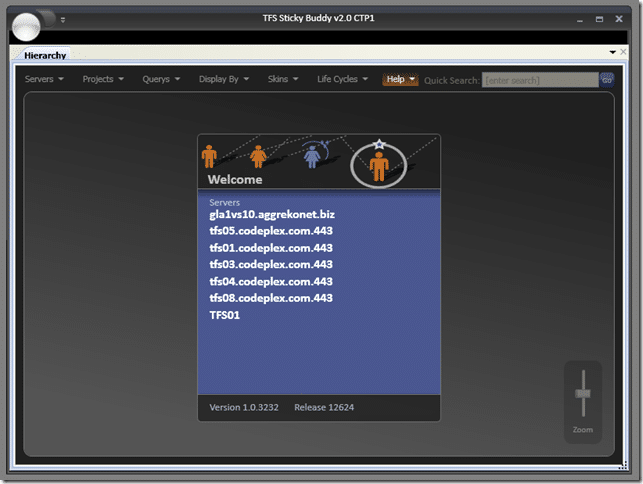 TFS Sticky Buddy v2.0 CTP1
Hierarchy
Servers Projects Querys Display By Skins Life Cycles Help Quick Search: [enter search] Go
Welcome
Servers
gla1vs10.aggrekonet.biz
tfs05.codeplex.com.443
tfs01.codeplex.com.443
tfs03.codeplex.com.443
tfs04.codeplex.com.443
tfs08.codeplex.com.443
TFS01
Version 1.0.3232 Release 12624
Zoom